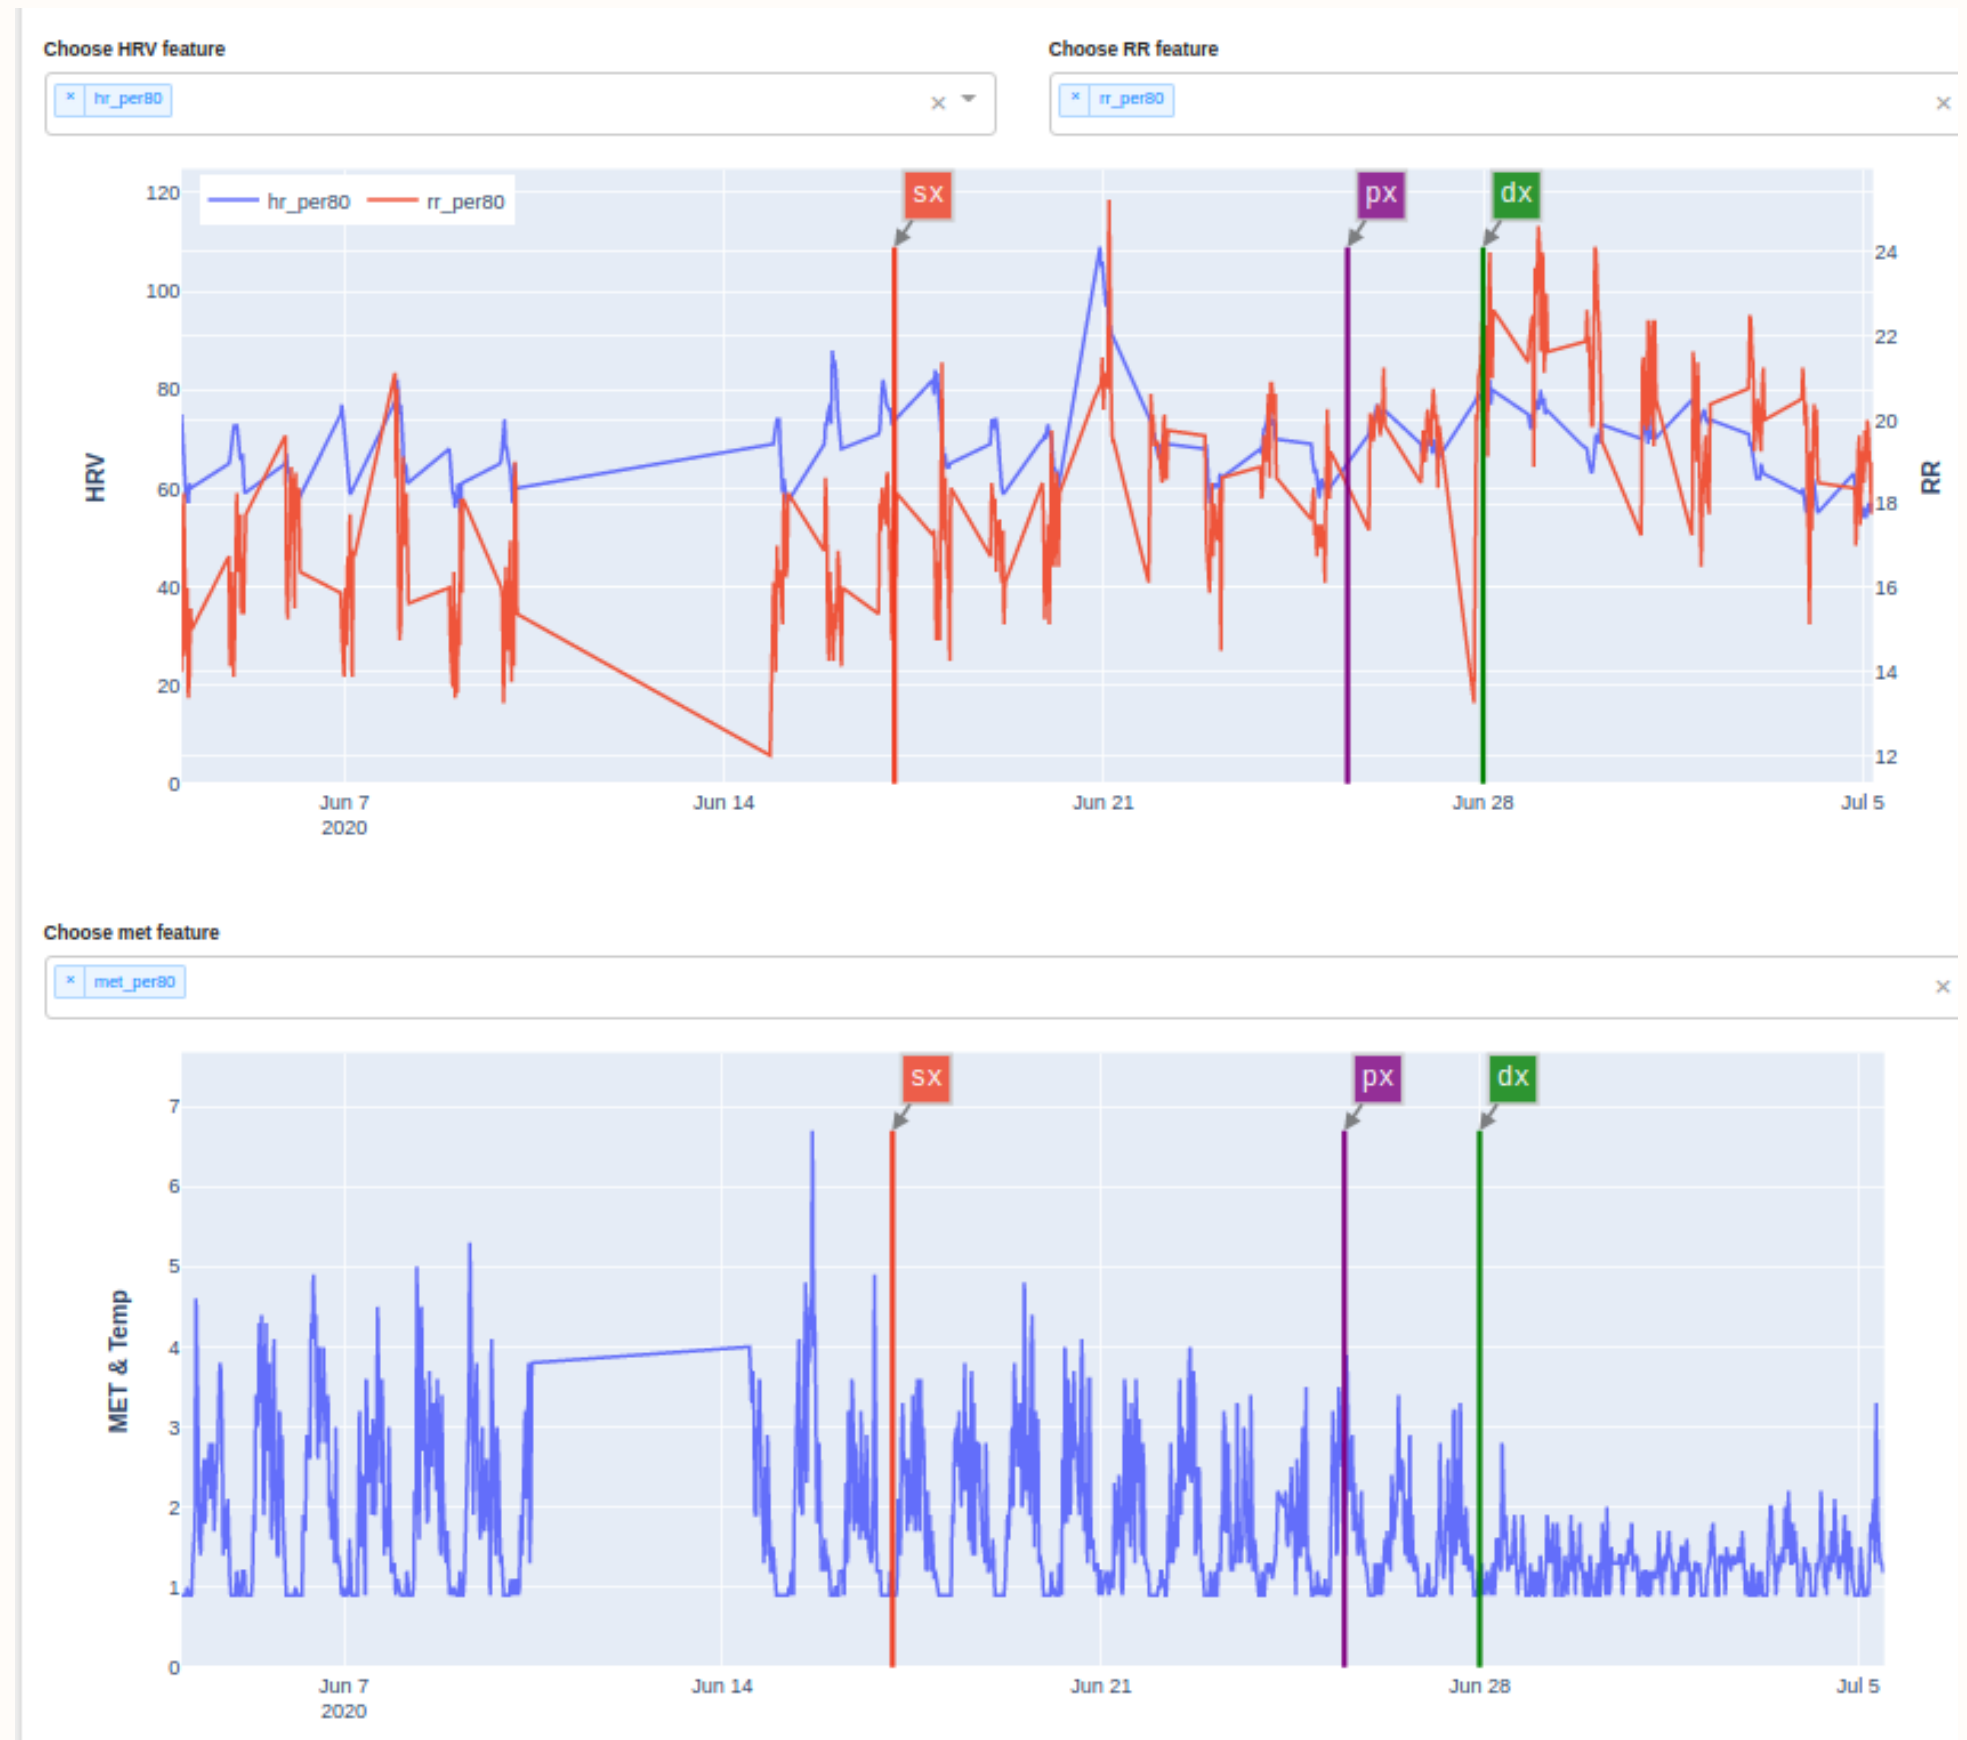 Choose HRV feature
Choose RR feature
× hr_per80 ×
× rr_per80 ×
hr_per80 rr_per80
sx
px
dx
120
100
80
60
40
20
0
HRV
24
22
20
18
16
14
12
RR
Jun 7
2020
Jun 14
Jun 21
Jun 28
Jul 5
Choose met feature
× met_per80 ×
sx
px
dx
7
6
5
4
3
2
1
0
MET & Temp
Jun 7
2020
Jun 14
Jun 21
Jun 28
Jul 5